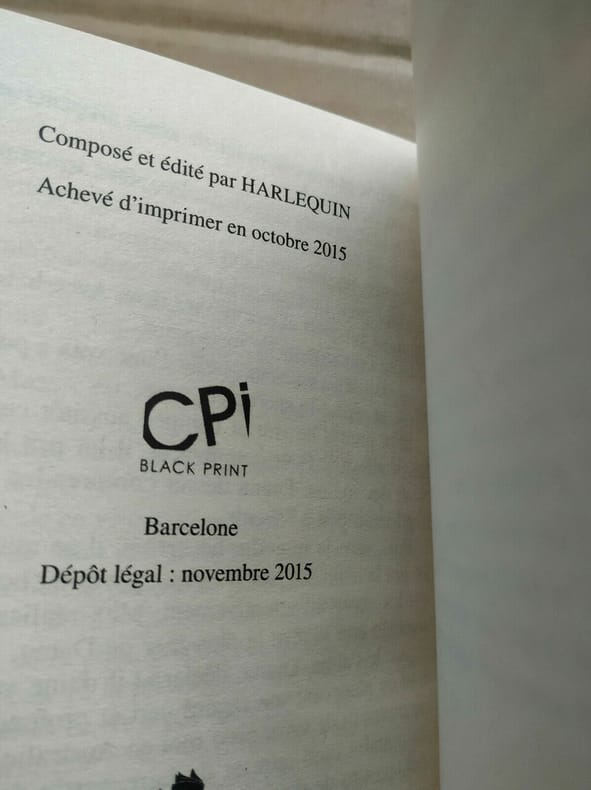 Composé et édité par HARLEQUIN
Achevé d'imprimer en octobre 2015
CPi
BLACK PRINT
Barcelone
Dépôt légal : novembre 2015